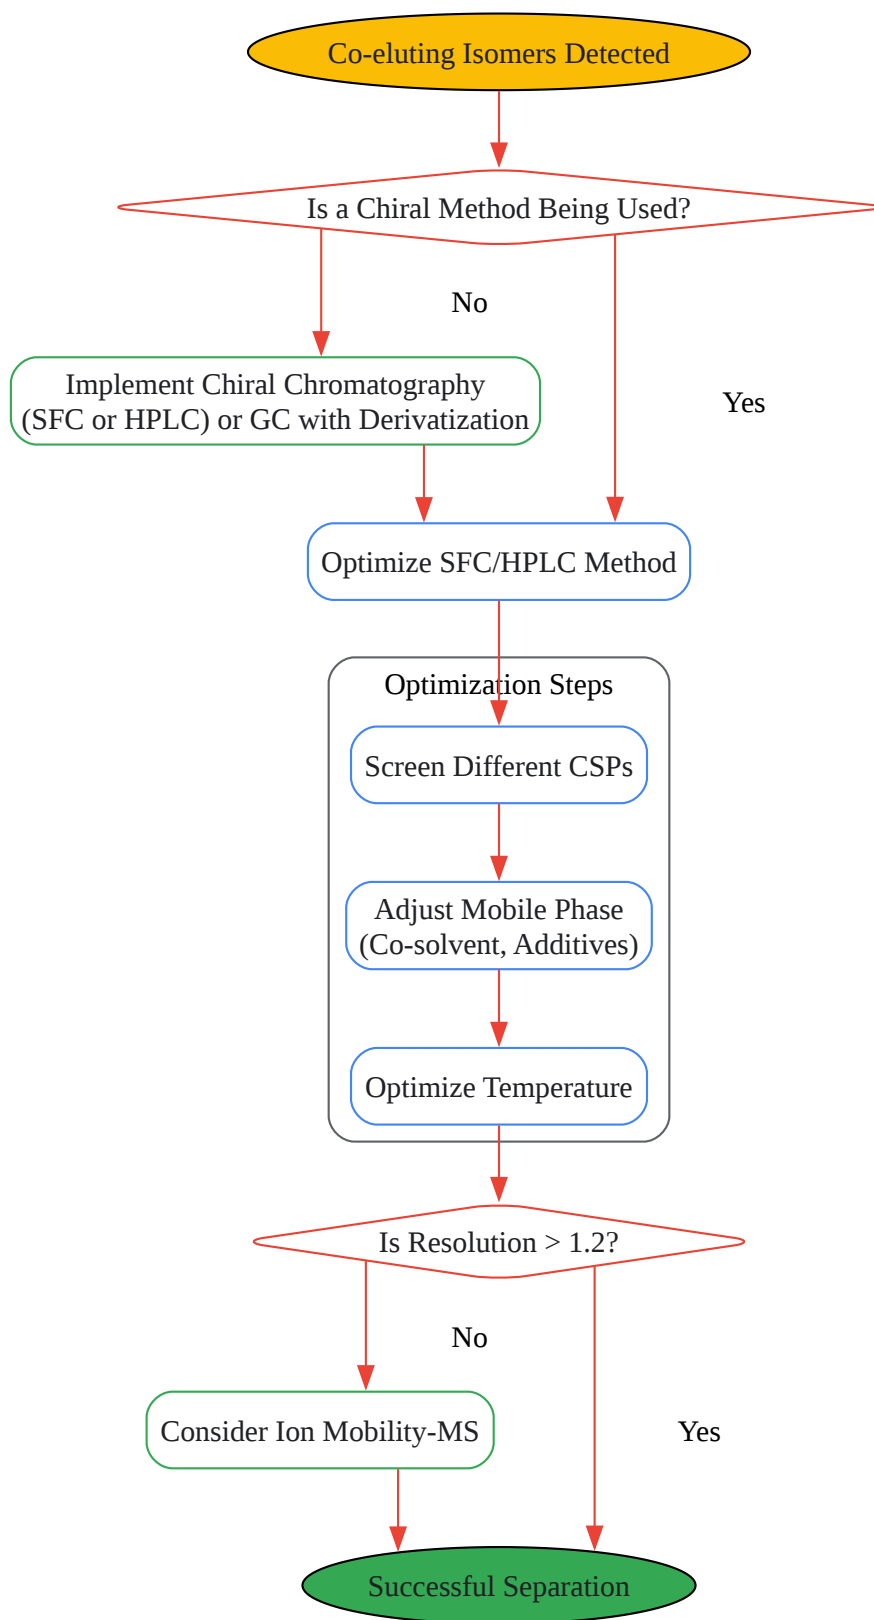 Co-eluting Isomers Detected
Is a Chiral Method Being Used?
No
Implement Chiral Chromatography
(SFC or HPLC) or GC with Derivatization
Yes
Optimize SFC/HPLC Method
Optimization Steps
Screen Different CSPs
Adjust Mobile Phase
(Co-solvent, Additives)
Optimize Temperature
Is Resolution > 1.2?
No
Consider Ion Mobility-MS
Yes
Successful Separation